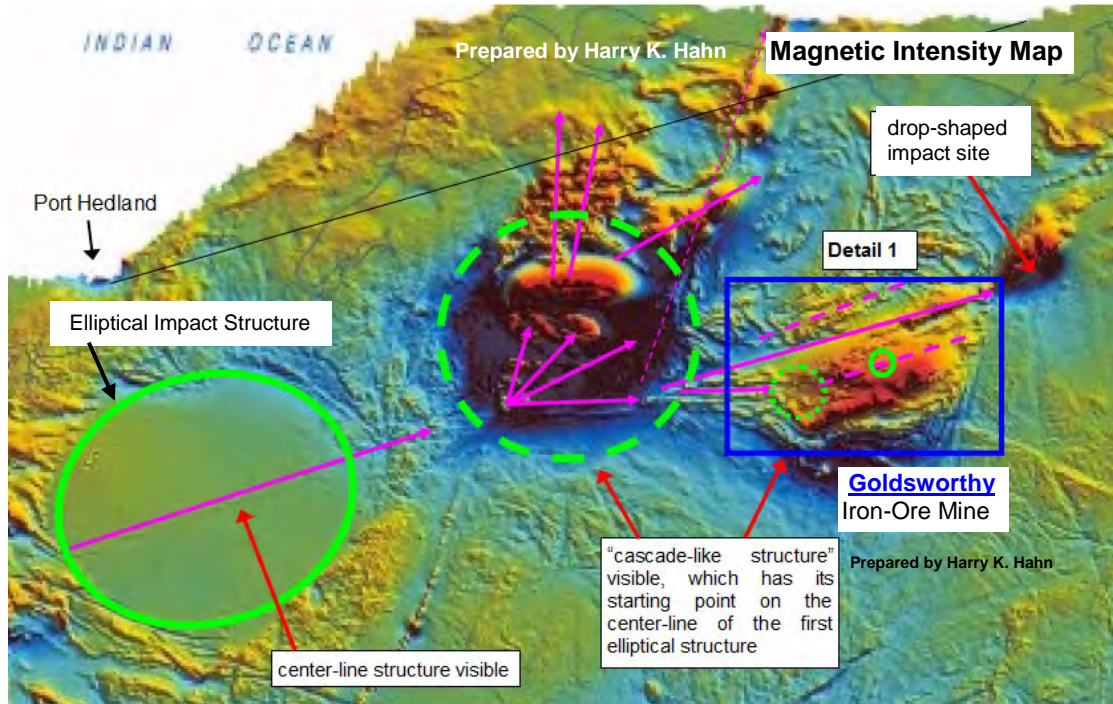 INDIAN OCEAN
Prepared by Harry K. Hahn
Magnetic Intensity Map
drop-shaped
impact site
Port Hedland
Detail 1
Elliptical Impact Structure
Goldsworthy
Iron-Ore Mine
"cascade-like structure"
visible, which has its
starting point on the
center-line of the first
elliptical structure
Prepared by Harry K. Hahn
center-line structure visible